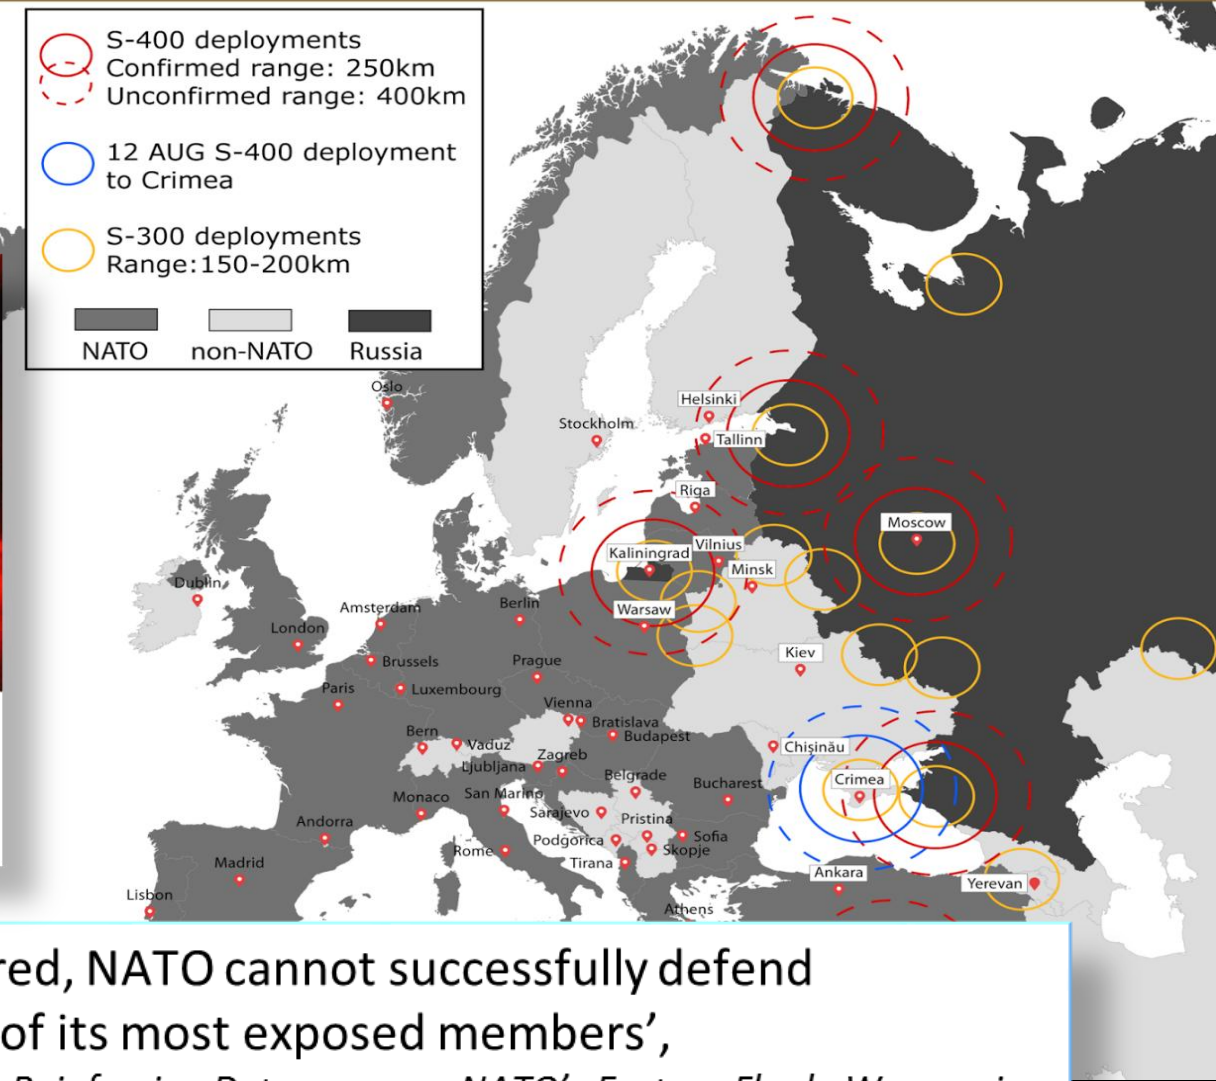 S-400 deployments
Confirmed range: 250km
Unconfirmed range: 400km
12 AUG S-400 deployment
to Crimea
S-300 deployments
Range:150-200km
NATO non-NATO Russia
Oslo
Helsinki
Stockholm
Tallinn
Riga
Moscow
Vilnius
Kaliningrad
Minsk
Dublin
Amsterdam
Berlin
Warsaw
London
Kiev
Brussels
Prague
Paris
Luxembourg
Vienna
Bratislava
Bern
Budapest
Vaduz
Chișinău
Zagreb
Ljubljana
Belgrade
Crimea
Bucharest
Monaco
San Marino
Sarajevo
Pristina
Andorra
Podgorica
Sofia
Rome
Skopje
Madrid
Tirana
Ankara
Yerevan
Lisbon
Athens
red, NATO cannot successfully defend
of its most exposed members’,